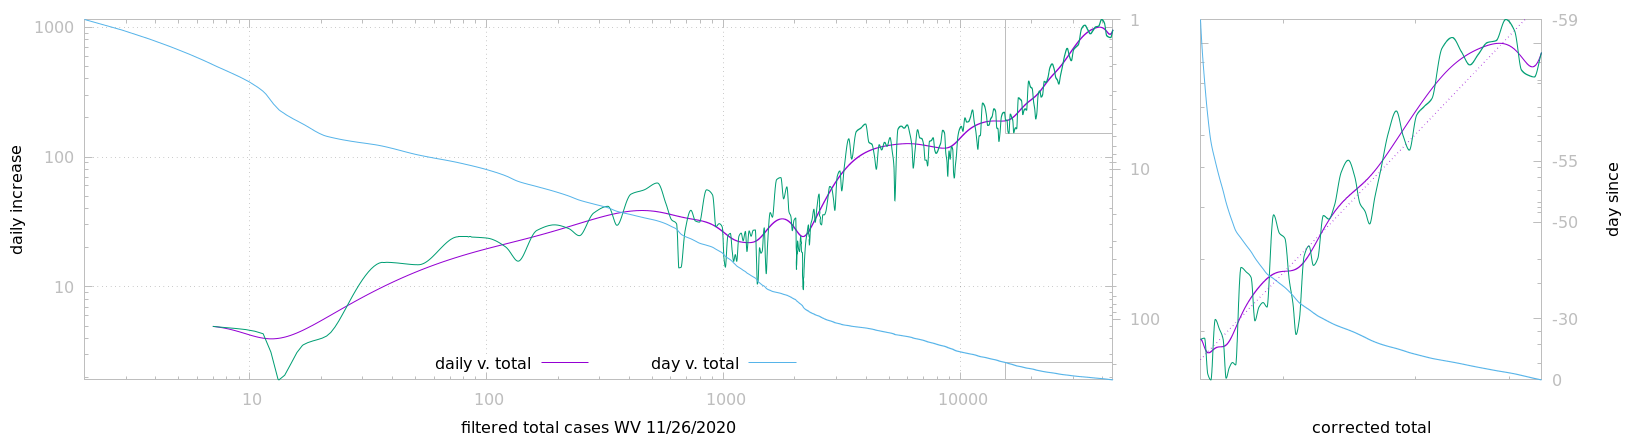 1000
100
10
daily increase
10
100
1000
10000
filtered total cases WV 11/26/2020
daily v. total
day v. total
1
10
100
-59
-55
-50
-30
0
day since
corrected total